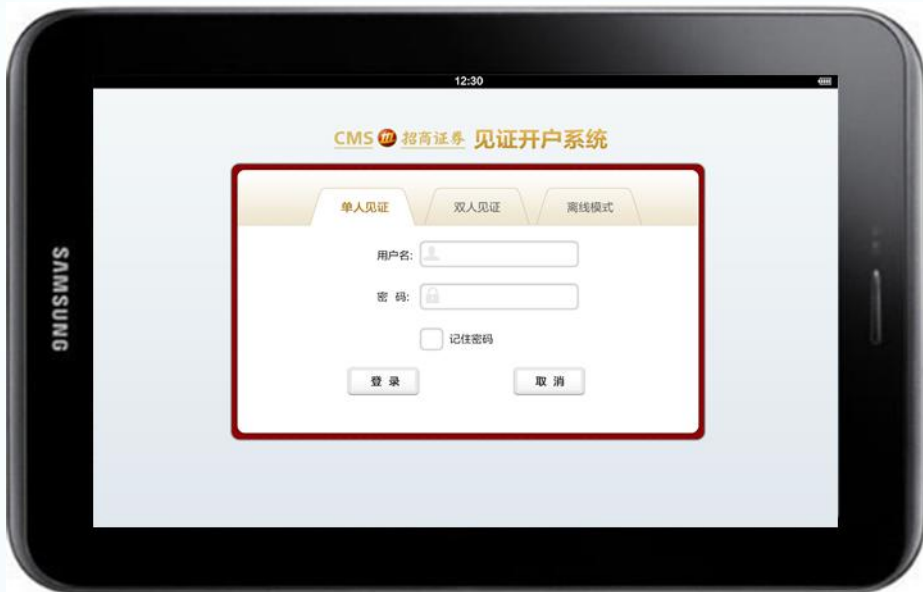 12:30
CMS 招商证券 见证开户系统
单人见证 双人见证 离线模式
用户名:
密 码:
记住密码
登 录 取 消
SAMSUNG